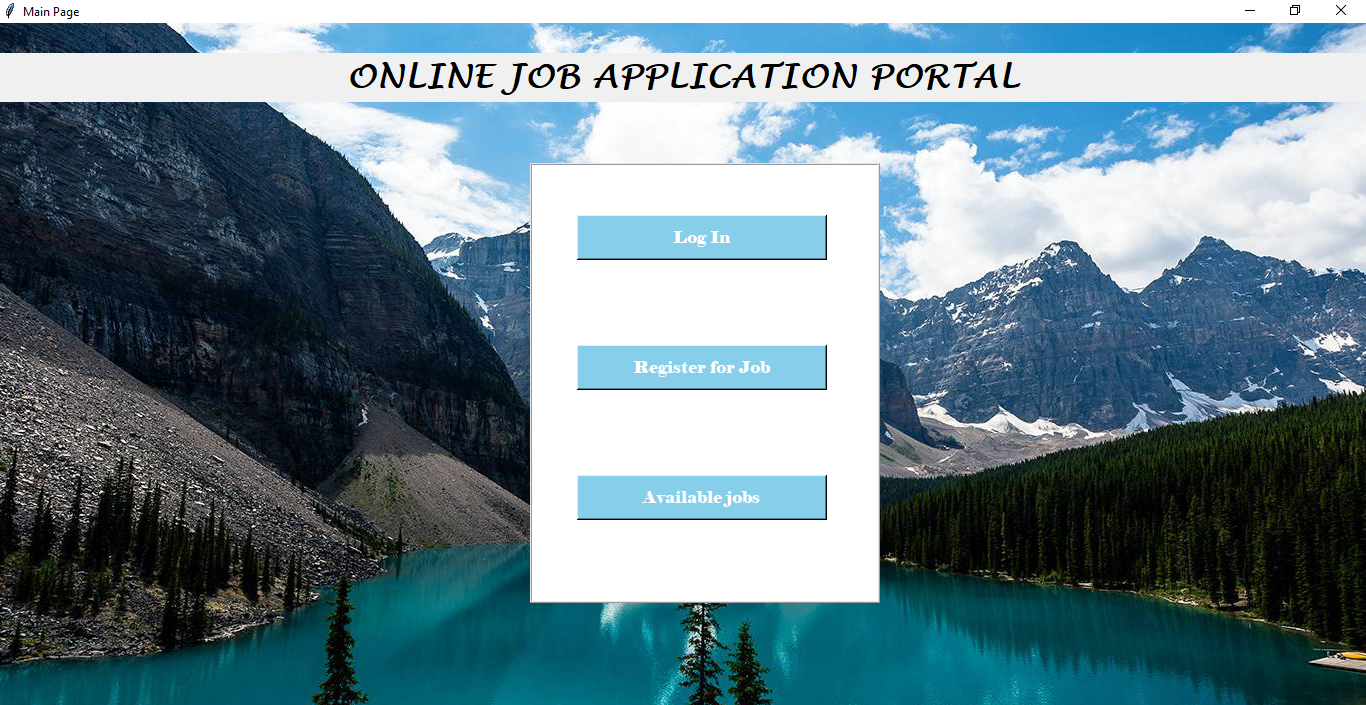 Main Page
ONLINE JOB APPLICATION PORTAL
Log In
Register for Job
Available jobs